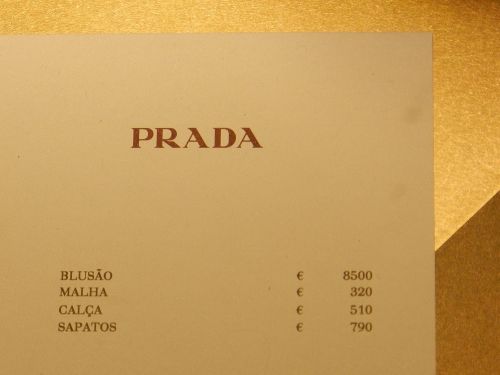 PRADA
BLUSÃO € 8500
MALHA € 320
CALÇA € 510
SAPATOS € 790